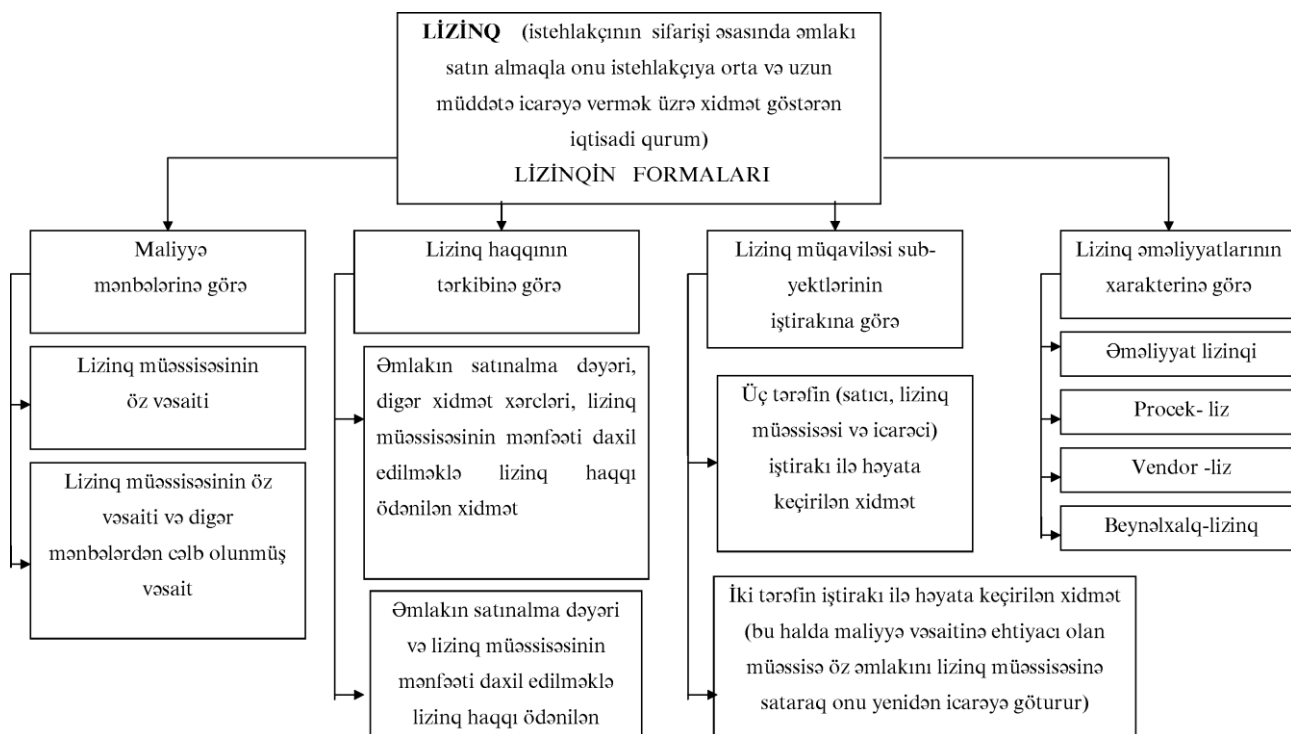 LİZİNQ (istehlakçının sifarişi əsasında əmlakı
satın almaqla onu istehlakçıya orta və uzun
müddətə icarəyə vermək üzrə xidmət göstərən
iqtisadi qurum)
LİZİNQİN FORMALARI
Maliyyə
mənbələrinə görə
Lizinq müəssisəsinin
öz vəsaiti
Lizinq müəssisəsinin öz
vəsaiti və digər
mənbələrdən cəlb olunmüş
vəsait
Lizinq haqqının
tərkibinə görə
Əmlakın satınalma dəyəri,
digər xidmət xərcləri, lizinq
müəssisəsinin mənfəəti daxil
edilməklə lizinq haqqı
ödənilən xidmət
Əmlakın satınalma dəyəri
və lizinq müəssisəsinin
mənfəəti daxil edilməklə
lizinq haqqı ödənilən
Lizinq müqaviləsi sub-
yektlərinin
iştirakına görə
Üç tərəfin (satıcı, lizinq
müəssisəsi və icarəci)
iştirakı ilə həyata
keçirilən xidmət
İki tərəfin iştirakı ilə həyata keçirilən xidmət
(bu halda maliyyə vəsaitinə ehtiyacı olan
müəssisə öz əmlakını lizinq müəssisəsinə
sataraq onu yenidən icarəyə göturur)
Lizinq əməliyyatlarının
xarakterinə görə
Əməliyyat lizinqi
Procek- liz
Vendor -liz
Beynəlxalq-lizinq